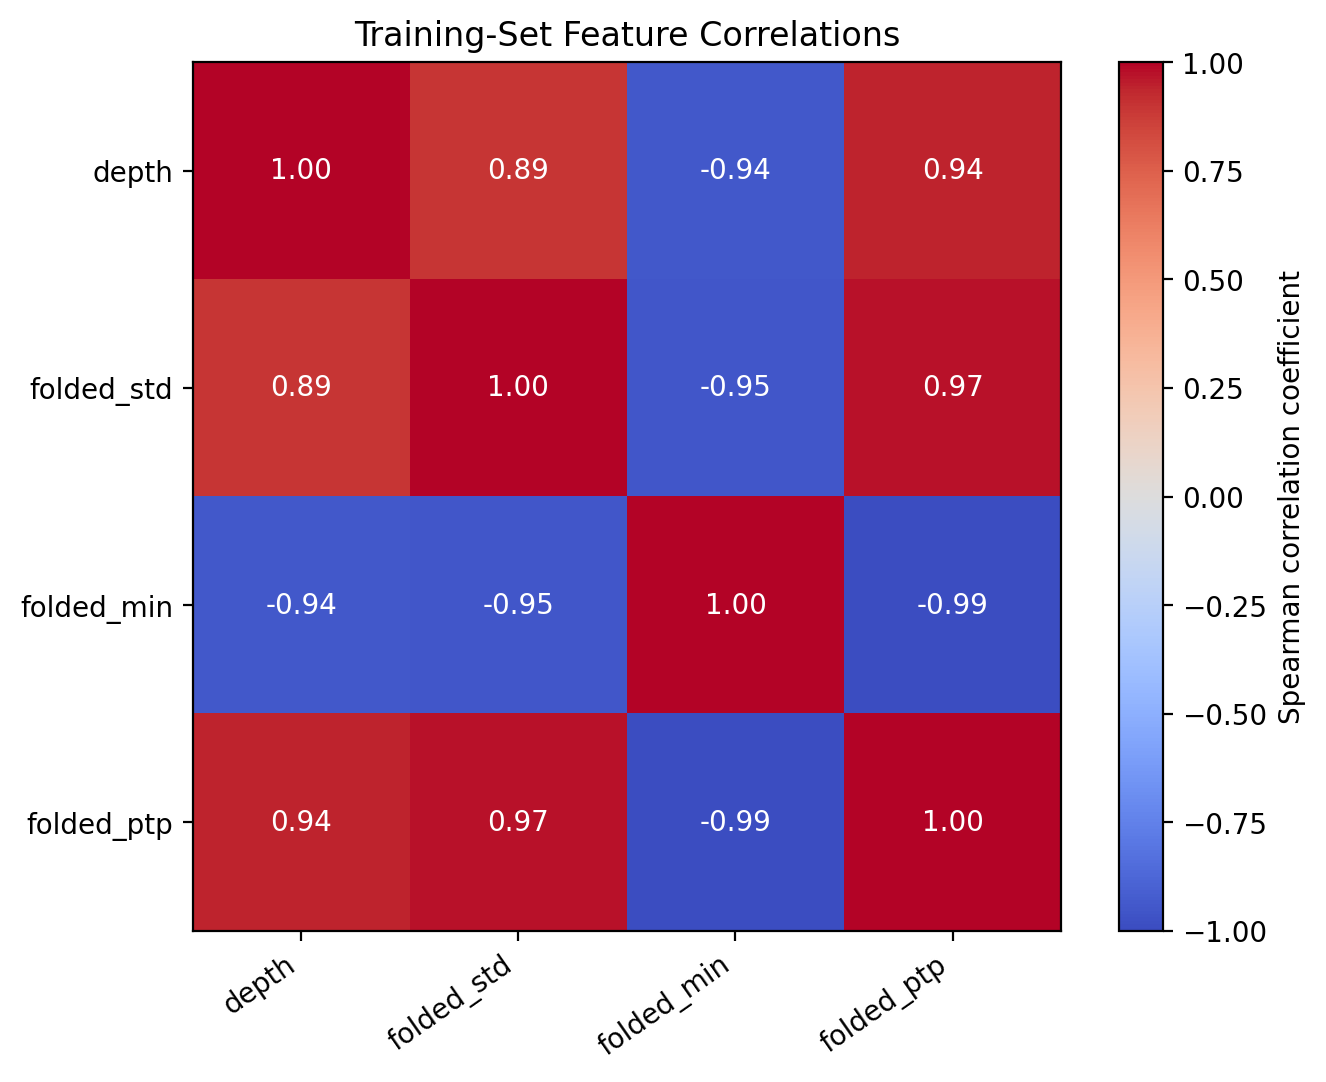 Training-Set Feature Correlations
depth
1.00
0.89
-0.94
0.94
folded_std
0.89
1.00
-0.95
0.97
folded_min
-0.94
-0.95
1.00
-0.99
folded_ptp
0.94
0.97
-0.99
1.00
depth
folded_std
folded_min
folded_ptp
1.00
0.75
0.50
0.25
0.00
−0.25
−0.50
−0.75
−1.00
Spearman correlation coefficient